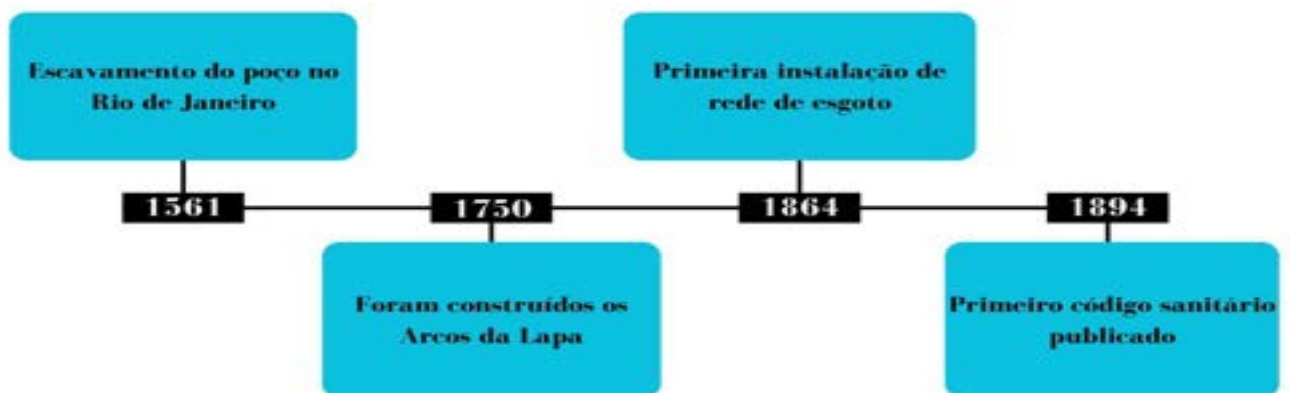 Escavamento do poço no
Rio de Janeiro
Primeira instalação de
rede de esgoto
1561
1750
1864
1894
Foram construídos os
Arcos da Lapa
Primeiro código sanitário
publicado